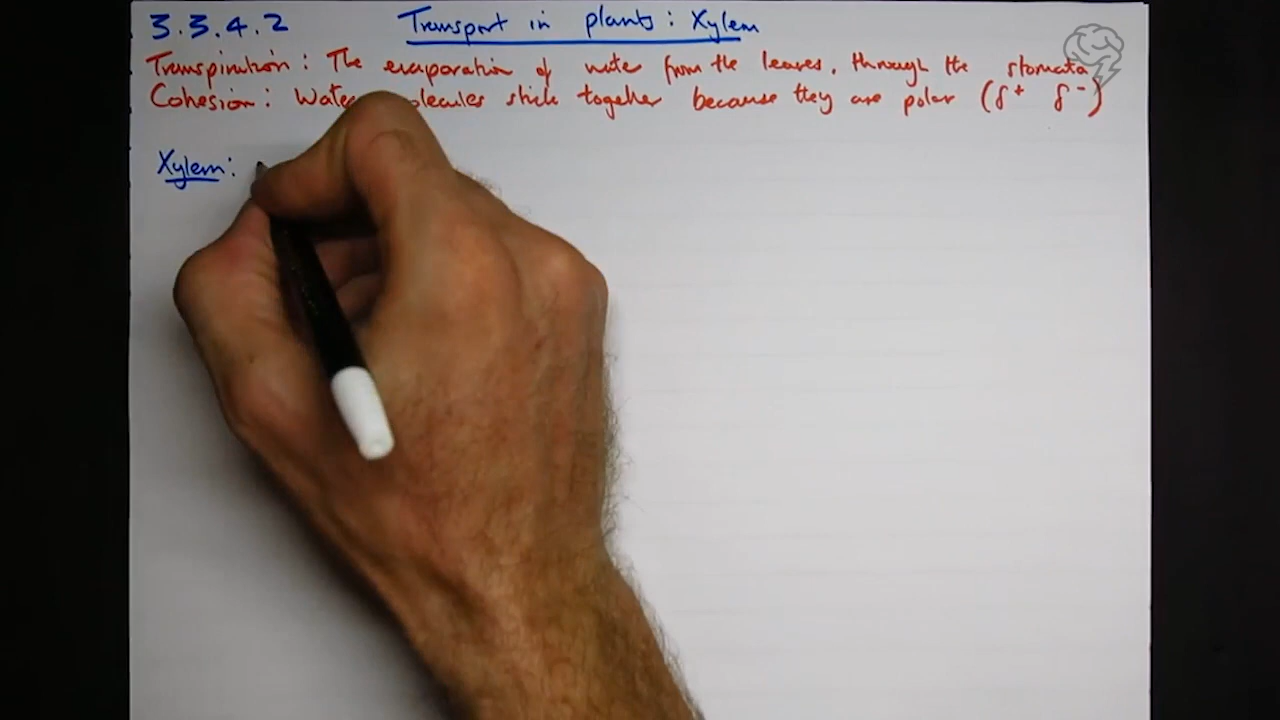 3.3.4.2 Transport in plants : Xylem
Transpiration : The evaporation of water from the leaves, through the stomata
Cohesion : Water molecules stick together because they are polar (δ+ δ-)
Xylem: